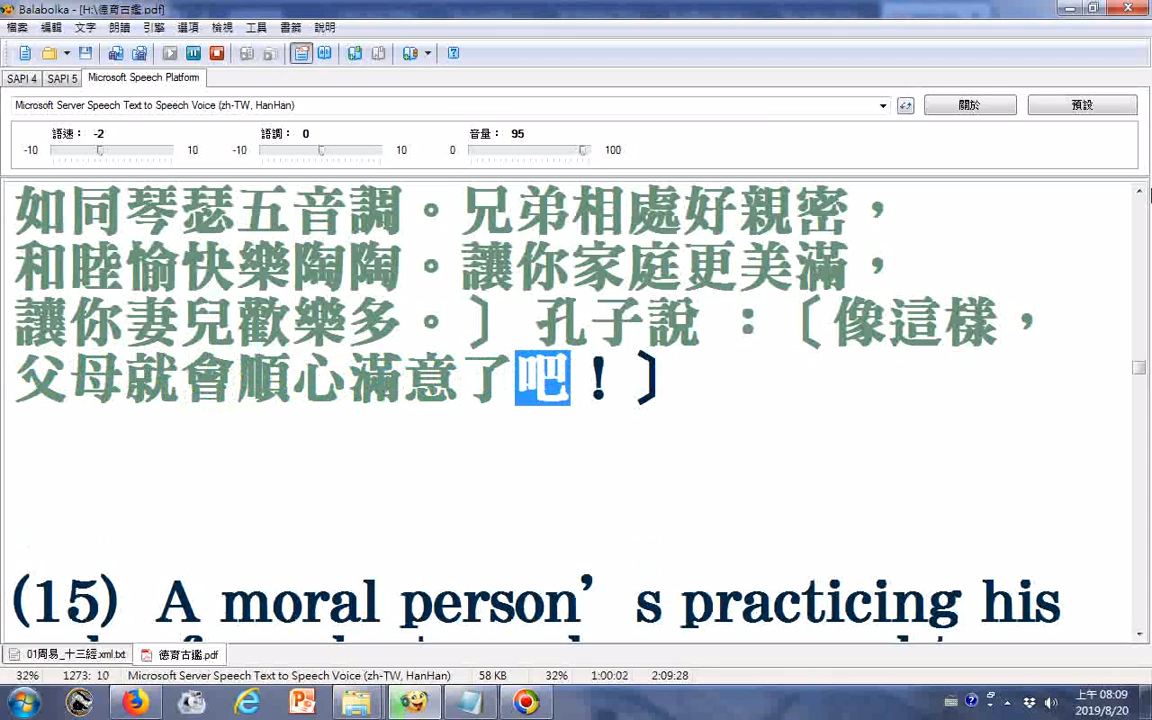 Balabolka - [H:\德育古鑑.pdf]
檔案 編輯 文字 朗讀 引擎 選項 檢視 工具 書籤 說明
SAPI 4 SAPI 5 Microsoft Speech Platform
Microsoft Server Speech Text to Speech Voice (zh-TW, HanHan) 關於 預設
語速： -2 語調： 0 音量： 95
-10 10 -10 10 0 100
如同琴瑟五音調。兄弟相處好親密，
和睦愉快樂陶陶。讓你家庭更美滿，
讓你妻兒歡樂多。〕孔子說 ：〔像這樣，
父母就會順心滿意了吧！〕
(15) A moral person’s practicing his
01周易_十三經.xml.txt 德育古鑑.pdf
32% 1273: 10 Microsoft Server Speech Text to Speech Voice (zh-TW, HanHan) 58 KB 32% 1:00:02 2:09:28
上午 08:09
2019/8/20